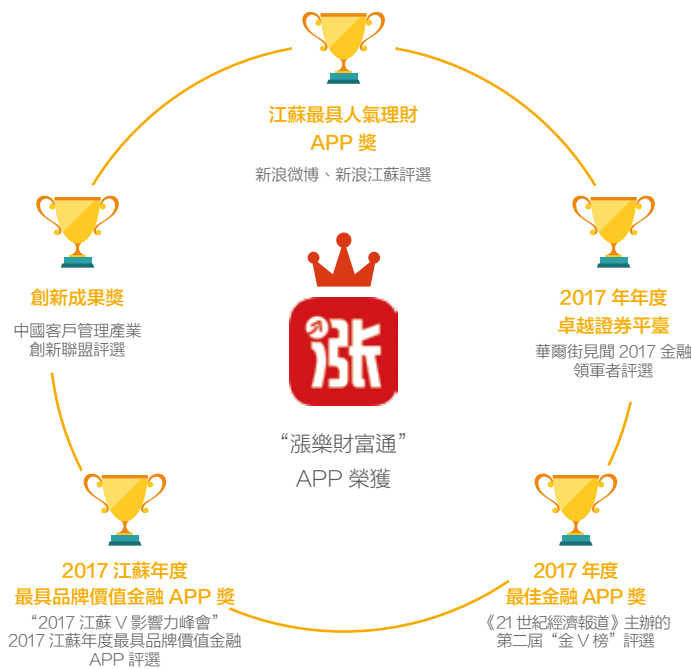 江蘇最具人氣理財
APP 獎
新浪微博、新浪江蘇評選
創新成果獎
中國客戶管理產業
創新聯盟評選
2017 年年度
卓越證券平臺
華爾街見聞 2017 金融
領軍者評選
漲
“漲樂財富通”
APP 榮獲
2017 江蘇年度
最具品牌價值金融 APP 獎
“2017 江蘇 V 影響力峰會”
2017 江蘇年度最具品牌價值金融
APP 評選
2017 年度
最佳金融 APP 獎
《21 世紀經濟報道》主辦的
第二屆“金 V 榜”評選